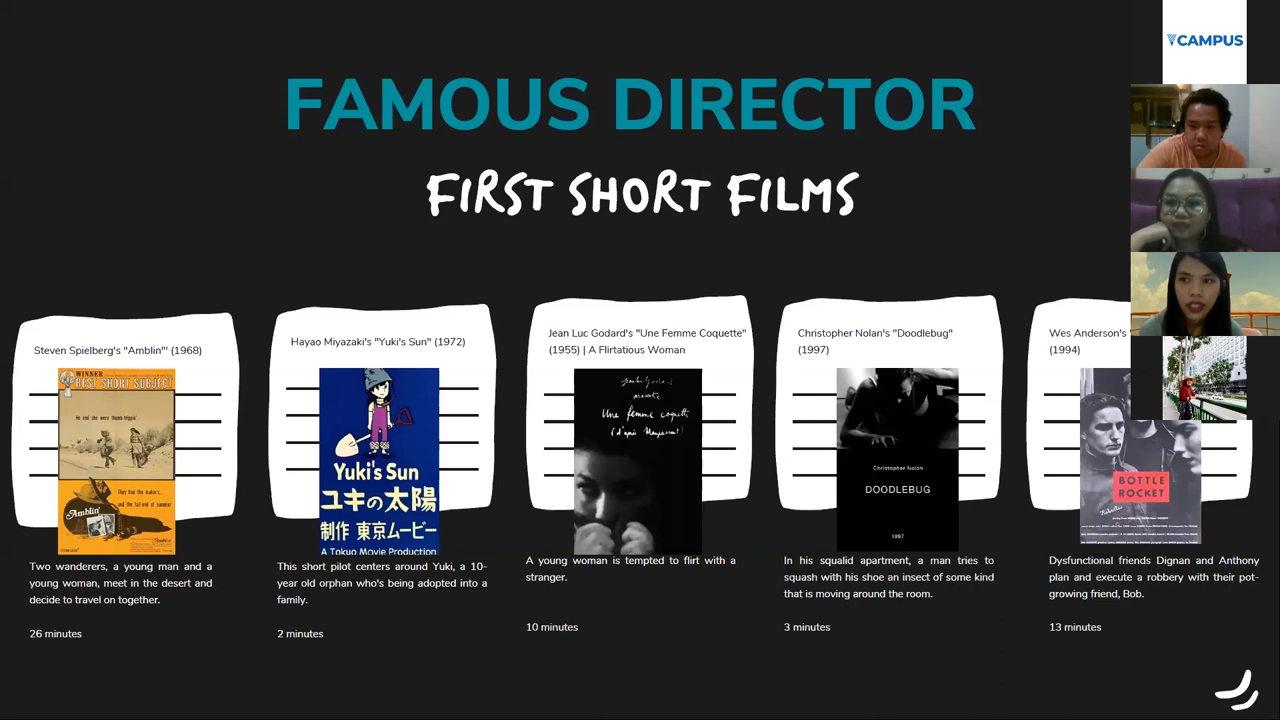 CAMPUS
FAMOUS DIRECTOR
FIRST SHORT FILMS
Steven Spielberg's "Amblin'" (1968)
WINNER
BEST SHORT SUBJECT
Amblin'
Two wanderers, a young man and a
young woman, meet in the desert and
decide to travel on together.
26 minutes
Hayao Miyazaki's "Yuki's Sun" (1972)
Yuki's Sun
ユキの太陽
制作 東京ムービー
A Tokyo Movie Production
This short pilot centers around Yuki, a 10-
year old orphan who's being adopted into a
family.
2 minutes
Jean Luc Godard's "Une Femme Coquette"
(1955) | A Flirtatious Woman
Une femme coquette
A young woman is tempted to flirt with a
stranger.
10 minutes
Christopher Nolan's "Doodlebug"
(1997)
Christopher Nolan
DOODLEBUG
1997
In his squalid apartment, a man tries to
squash with his shoe an insect of some kind
that is moving around the room.
3 minutes
Wes Anderson's
(1994)
BOTTLE
ROCKET
Dysfunctional friends Dignan and Anthony
plan and execute a robbery with their pot-
growing friend, Bob.
13 minutes